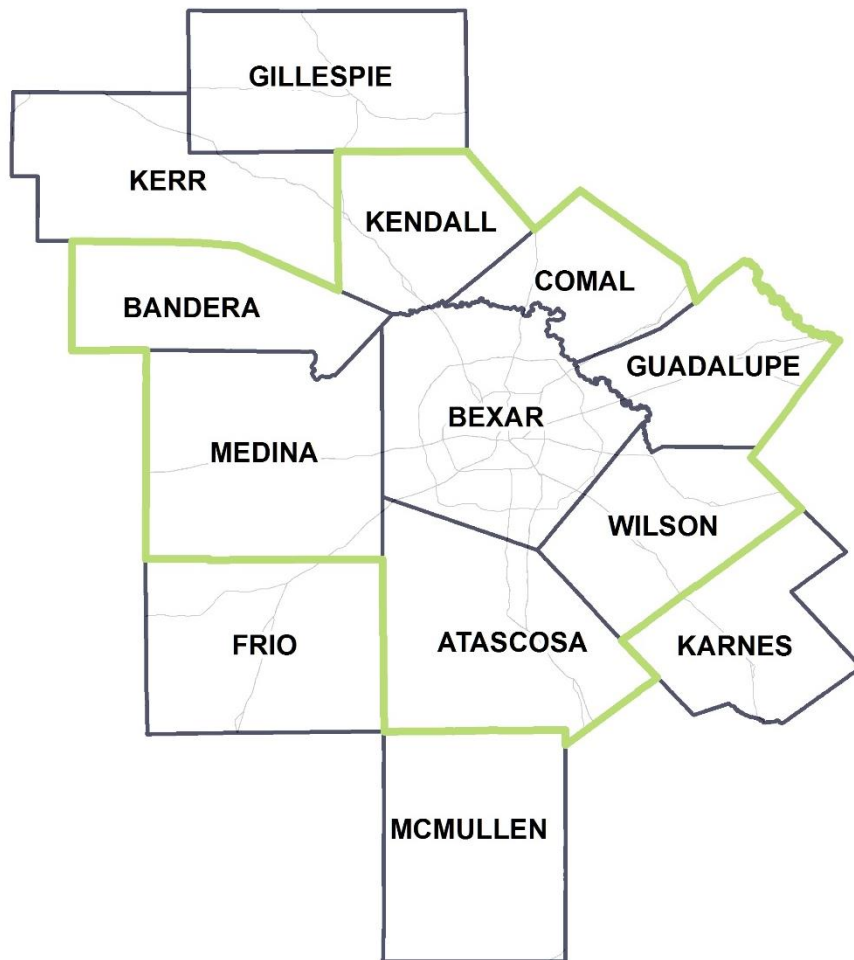 GILLESPIE
KERR
KENDALL
COMAL
BANDERA
GUADALUPE
BEXAR
MEDINA
WILSON
FRIO
ATASCOSA
KARNES
MCMULLEN